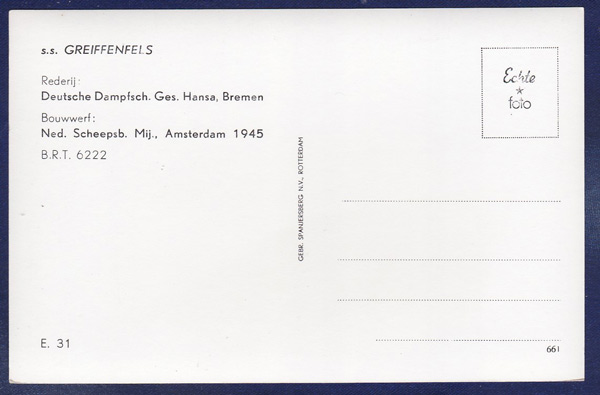 s.s. GREIFFENFELS
Rederij:
Deutsche Dampfsch. Ges. Hansa, Bremen
Bouwwerf:
Ned. Scheepsb. Mij., Amsterdam 1945
B.R.T. 6222
E. 31
GEBR. SPANJERSBERG N.V., ROTTERDAM
Echte
*
foto
661